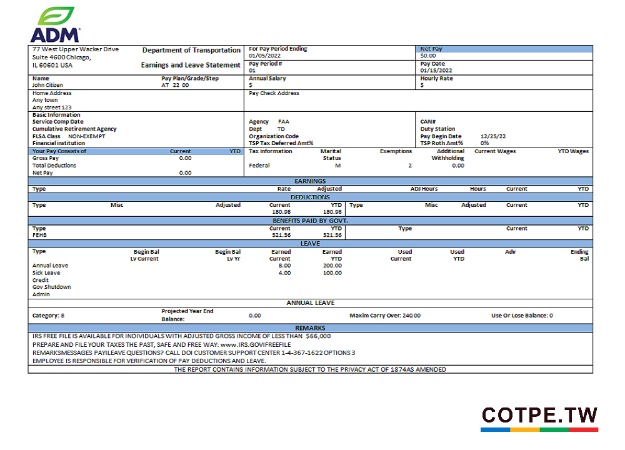 ADM
77 West Upper Wacker Drive
Suite 4600 Chicago,
IL 60601 USA
Department of Transportation
Earnings and Leave Statement
For Pay Period Ending
01/05/2022
Net Pay
$0.00
Pay Period #
01
Pay Date
01/15/2022
Name
John Citizen
Pay Plan/Grade/Step
AT 22 00
Annual Salary
$
Hourly Rate
$
Home Address
Any town
Any street 123
Pay Check Address
Basic Information
Service Comp Date
Cumulative Retirement Agency
FLSA Class NON-EXEMPT
Financial institution
Agency FAA
Dept TD
Organization Code
TSP Tax Deferred Amt%
CAN#
Duty Station
Pay Begin Date 12/25/22
TSP Roth Amt% 0%
Your Pay Consists of Current YTD
Gross Pay 0.00
Total Deductions
Net Pay 0.00
Tax Information Marital Status Exemptions Additional Withholding Current Wages YTD Wages
Federal M 2 0.00
EARNINGS
Type Rate Adjusted Adj Hours Hours Current YTD
DEDUCTIONS
Type Misc Adjusted Current YTD Type Misc Adjusted Current YTD
180.98 180.98
BENEFITS PAID BY GOVT.
Type Current YTD Type Current YTD
FEHB 521.56 521.56
LEAVE
Type Begin Bal Begin Bal Earned Earned Used Used Adv Ending
Lv Current Lv Yr Current YTD Current YTD Bal
Annual Leave 8.00 200.00
Sick Leave 4.00 100.00
Credit
Gov Shutdown
Admin
ANNUAL LEAVE
Category: 8 Projected Year End Balance: 0.00 Maxim Carry Over: 240.00 Use Or Lose Balance: 0
REMARKS
IRS FREE FILE IS AVAILABLE FOR INDIVIDUALS WITH ADJUSTED GROSS INCOME OF LESS THAN $66,000
PREPARE AND FILE YOUR TAXES THE PAST, SAFE AND FREE WAY: www.IRS.GOV/FREEFILE
REMARKSMESSAGES PAY/LEAVE QUESTIONS? CALL DOI CUSTOMER SUPPORT CENTER 1-4-367-1622 OPTIONS 3
EMPLOYEE IS RESPONSIBLE FOR VERIFICATION OF PAY DEDUCTIONS AND LEAVE.
THE REPORT CONTAINS INFORMATION SUBJECT TO THE PRIVACY ACT OF 1874AS AMENDED
COTPE.TW